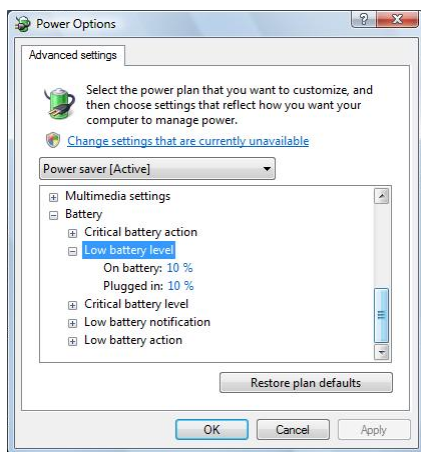 Power Options
Advanced settings
Select the power plan that you want to customize, and
then choose settings that reflect how you want your
computer to manage power.
Change settings that are currently unavailable
Power saver [Active]
Multimedia settings
Battery
Critical battery action
Low battery level
On battery: 10 %
Plugged in: 10 %
Critical battery level
Low battery notification
Low battery action
Restore plan defaults
OK Cancel Apply